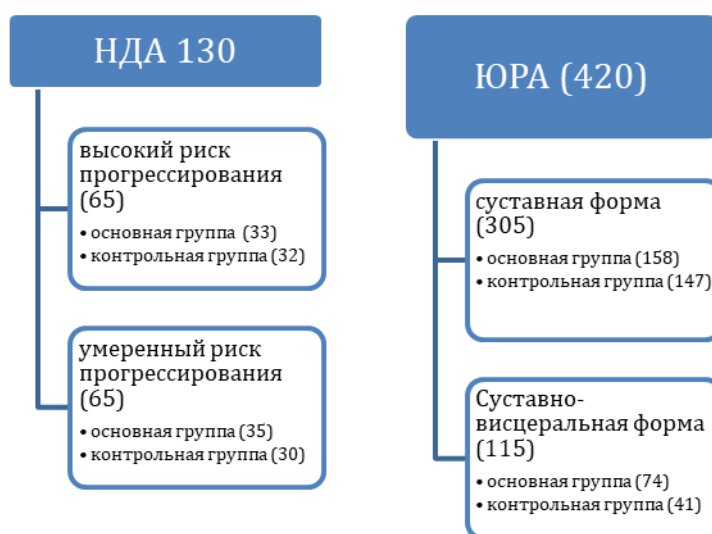 НДА 130
высокий риск
прогрессирования
(65)
• основная группа (33)
• контрольная группа (32)
умеренный риск
прогрессирования
(65)
• основная группа (35)
• контрольная группа (30)
ЮРА (420)
суставная форма
(305)
• основная группа (158)
• контрольная группа (147)
Суставно-
висцеральная форма
(115)
• основная группа (74)
• контрольная группа (41)